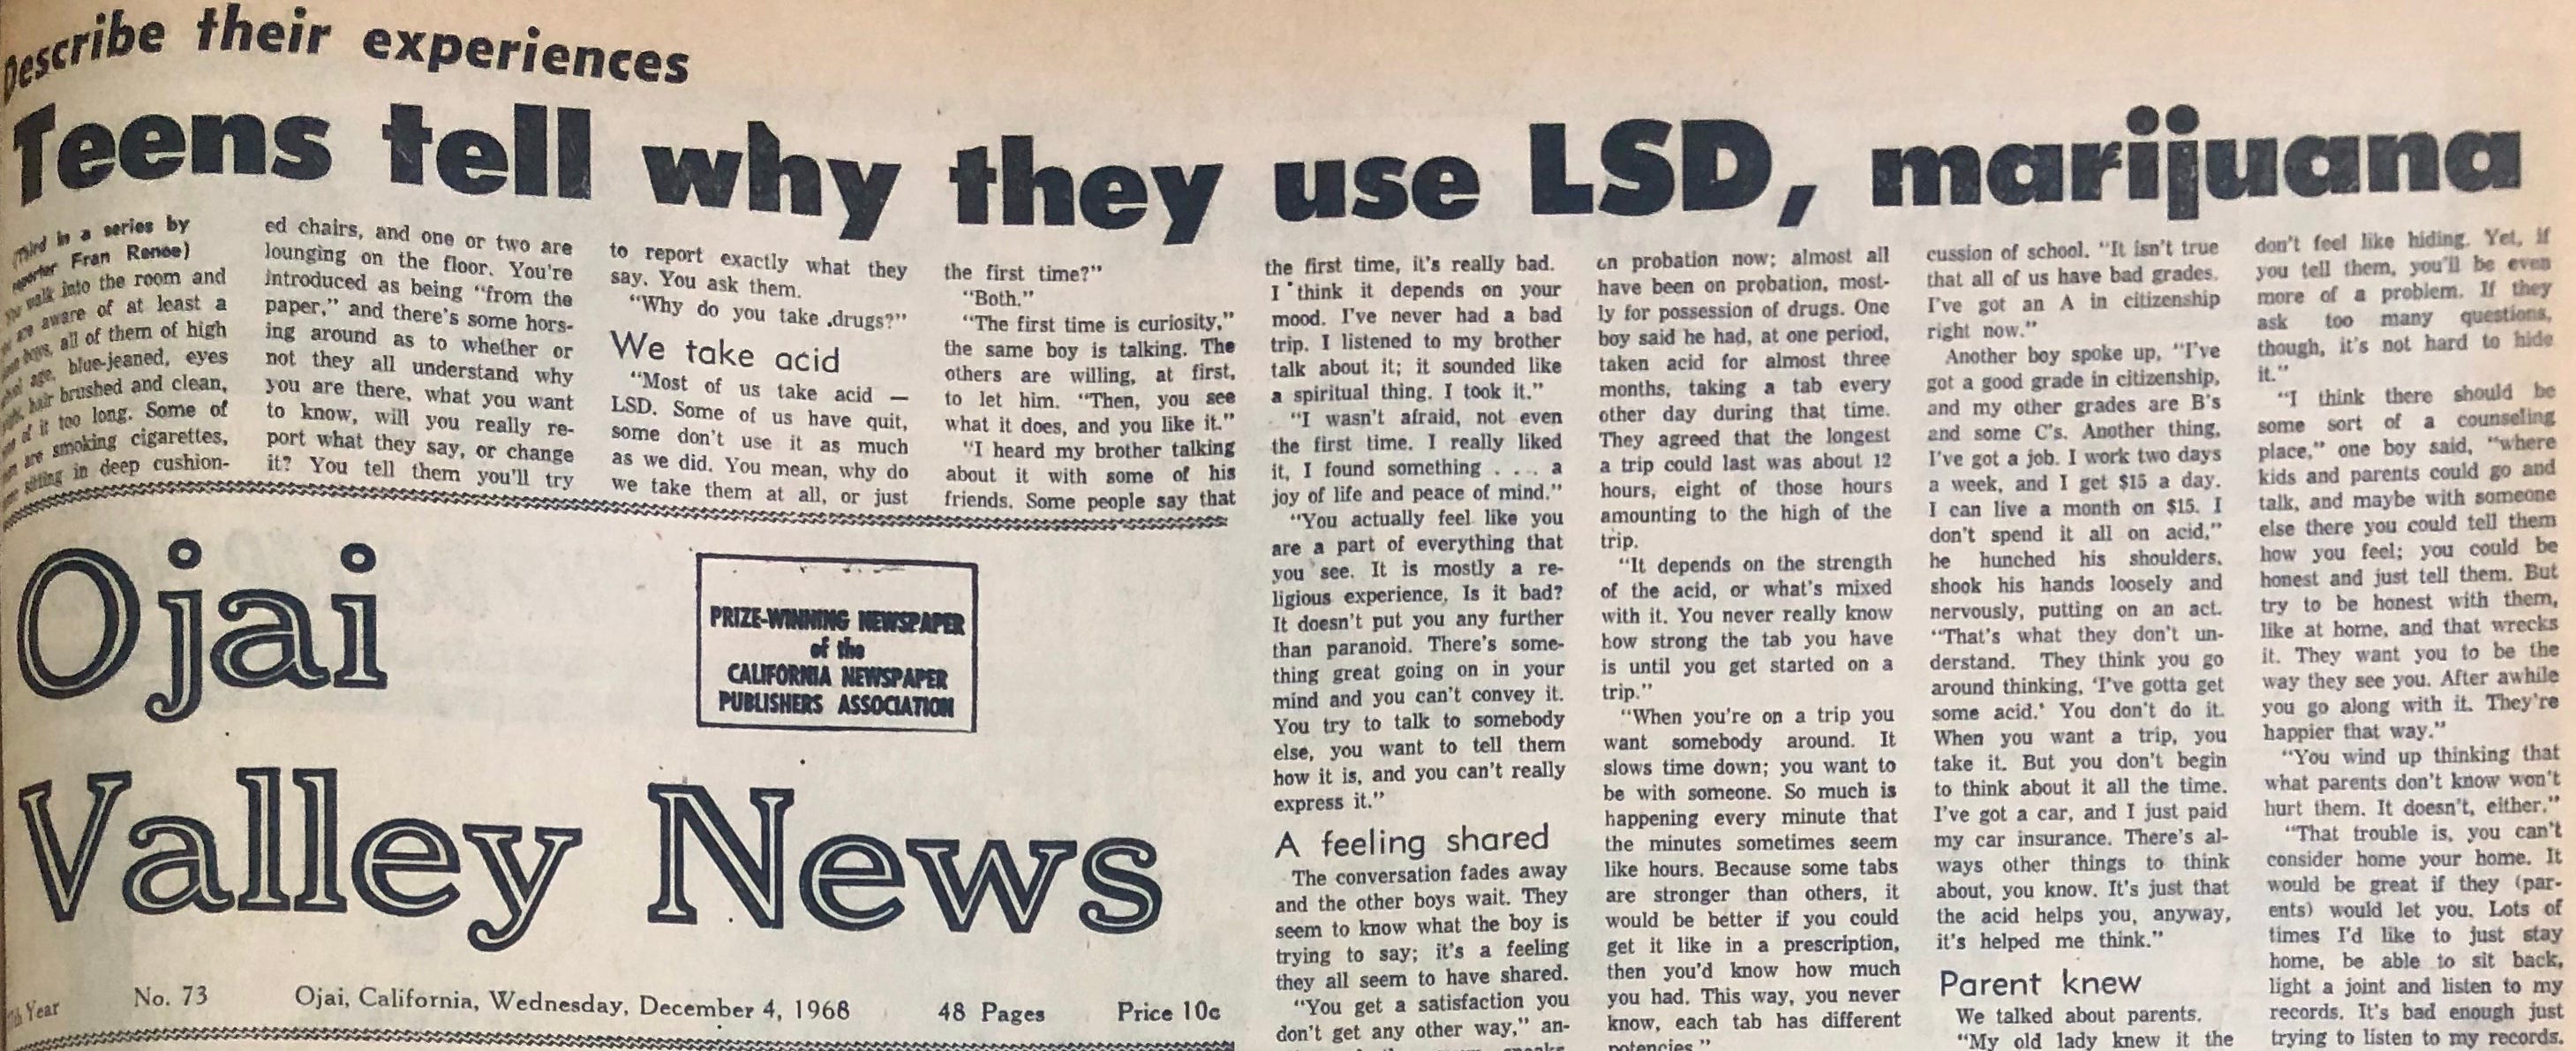 Describe their experiences
Teens tell why they use LSD, marijuana
(Third in a series by
reporter Fran Renoe)
You walk into the room and
are aware of at least a
boys, all of them of high
age, blue-jeaned, eyes
hair brushed and clean,
of it too long. Some of
are smoking cigarettes,
sitting in deep cushion-
ed chairs, and one or two are
lounging on the floor. You're
introduced as being "from the
paper," and there's some hors-
ing around as to whether or
not they all understand why
you are there, what you want
to know, will you really re-
port what they say, or change
it? You tell them you'll try
to report exactly what they
say. You ask them.
"Why do you take drugs?"
We take acid
"Most of us take acid —
LSD. Some of us have quit,
some don't use it as much
as we did. You mean, why do
we take them at all, or just
the first time?"
"Both."
"The first time is curiosity,"
the same boy is talking. The
others are willing, at first,
to let him. "Then, you see
what it does, and you like it."
"I heard my brother talking
about it with some of his
friends. Some people say that
the first time, it's really bad.
I think it depends on your
mood. I've never had a bad
trip. I listened to my brother
talk about it; it sounded like
a spiritual thing. I took it."
"I wasn't afraid, not even
the first time. I really liked
it, I found something . . . a
joy of life and peace of mind."
"You actually feel like you
are a part of everything that
you see. It is mostly a re-
ligious experience, Is it bad?
It doesn't put you any further
than paranoid. There's some-
thing great going on in your
mind and you can't convey it.
You try to talk to somebody
else, you want to tell them
how it is, and you can't really
express it."
A feeling shared
The conversation fades away
and the other boys wait. They
seem to know what the boy is
trying to say; it's a feeling
they all seem to have shared.
"You get a satisfaction you
don't get any other way," an-
on probation now; almost all
have been on probation, most-
ly for possession of drugs. One
boy said he had, at one period,
taken acid for almost three
months, taking a tab every
other day during that time.
They agreed that the longest
a trip could last was about 12
hours, eight of those hours
amounting to the high of the
trip.
"It depends on the strength
of the acid, or what's mixed
with it. You never really know
how strong the tab you have
is until you get started on a
trip."
"When you're on a trip you
want somebody around. It
slows time down; you want to
be with someone. So much is
happening every minute that
the minutes sometimes seem
like hours. Because some tabs
are stronger than others, it
would be better if you could
get it like in a prescription,
then you'd know how much
you had. This way, you never
know, each tab has different
potencies."
cussion of school. "It isn't true
that all of us have bad grades.
I've got an A in citizenship
right now."
Another boy spoke up, "I've
got a good grade in citizenship,
and my other grades are B's
and some C's. Another thing,
I've got a job. I work two days
a week, and I get $15 a day.
I can live a month on $15. I
don't spend it all on acid,"
he hunched his shoulders,
shook his hands loosely and
nervously, putting on an act.
"That's what they don't un-
derstand. They think you go
around thinking, 'I've gotta get
some acid.' You don't do it.
When you want a trip, you
take it. But you don't begin
to think about it all the time.
I've got a car, and I just paid
my car insurance. There's al-
ways other things to think
about, you know. It's just that
the acid helps you, anyway,
it's helped me think."
Parent knew
We talked about parents.
"My old lady knew it the
don't feel like hiding. Yet, if
you tell them, you'll be even
more of a problem. If they
ask too many questions,
though, it's not hard to hide
it."
"I think there should be
some sort of a counseling
place," one boy said, "where
kids and parents could go and
talk, and maybe with someone
else there you could tell them
how you feel; you could be
honest and just tell them. But
try to be honest with them,
like at home, and that wrecks
it. They want you to be the
way they see you. After awhile
you go along with it. They're
happier that way."
"You wind up thinking that
what parents don't know won't
hurt them. It doesn't, either."
"That trouble is, you can't
consider home your home. It
would be great if they (par-
ents) would let you. Lots of
times I'd like to just stay
home, be able to sit back,
light a joint and listen to my
records. It's bad enough just
trying to listen to my records.
Ojai
Valley News
PRIZE-WINNING NEWSPAPER
of the
CALIFORNIA NEWSPAPER
PUBLISHERS ASSOCIATION
Year No. 73 Ojai, California, Wednesday, December 4, 1968 48 Pages Price 10c